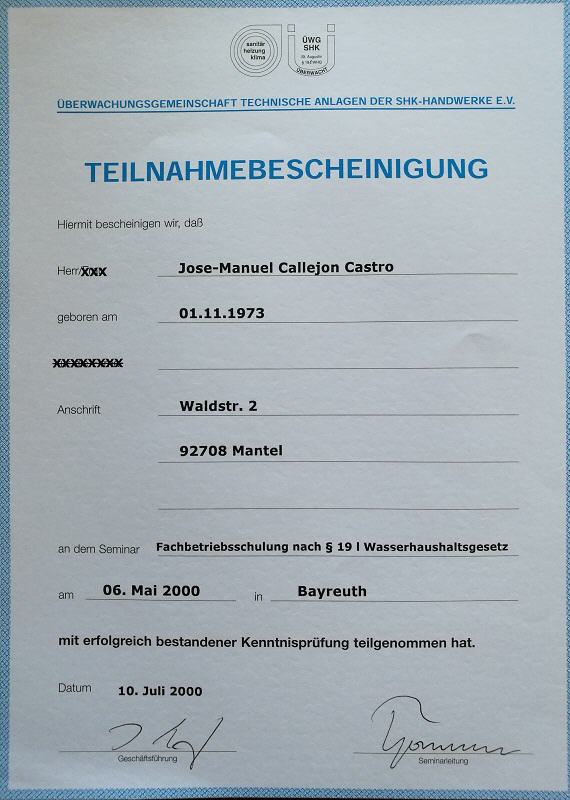 sanitär
heizung
klima
ÜWG
SHK
ÜBERWACHT
ÜBERWACHUNGSGEMEINSCHAFT TECHNISCHE ANLAGEN DER SHK-HANDWERKE E.V.
TEILNAHMEBESCHEINIGUNG
Hiermit bescheinigen wir, daß
Herr/ Jose-Manuel Callejon Castro
geboren am 01.11.1973
Anschrift Waldstr. 2
92708 Mantel
an dem Seminar Fachbetriebsschulung nach § 19 l Wasserhaushaltsgesetz
am 06. Mai 2000 in Bayreuth
mit erfolgreich bestandener Kenntnisprüfung teilgenommen hat.
Datum 10. Juli 2000
Geschäftsführung Seminarleitung